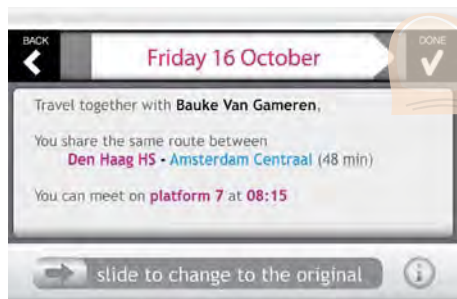 BACK
Friday 16 October
DONE
Travel together with Bauke Van Gameren,
You share the same route between
Den Haag HS - Amsterdam Centraal (48 min)
You can meet on platform 7 at 08:15
slide to change to the original